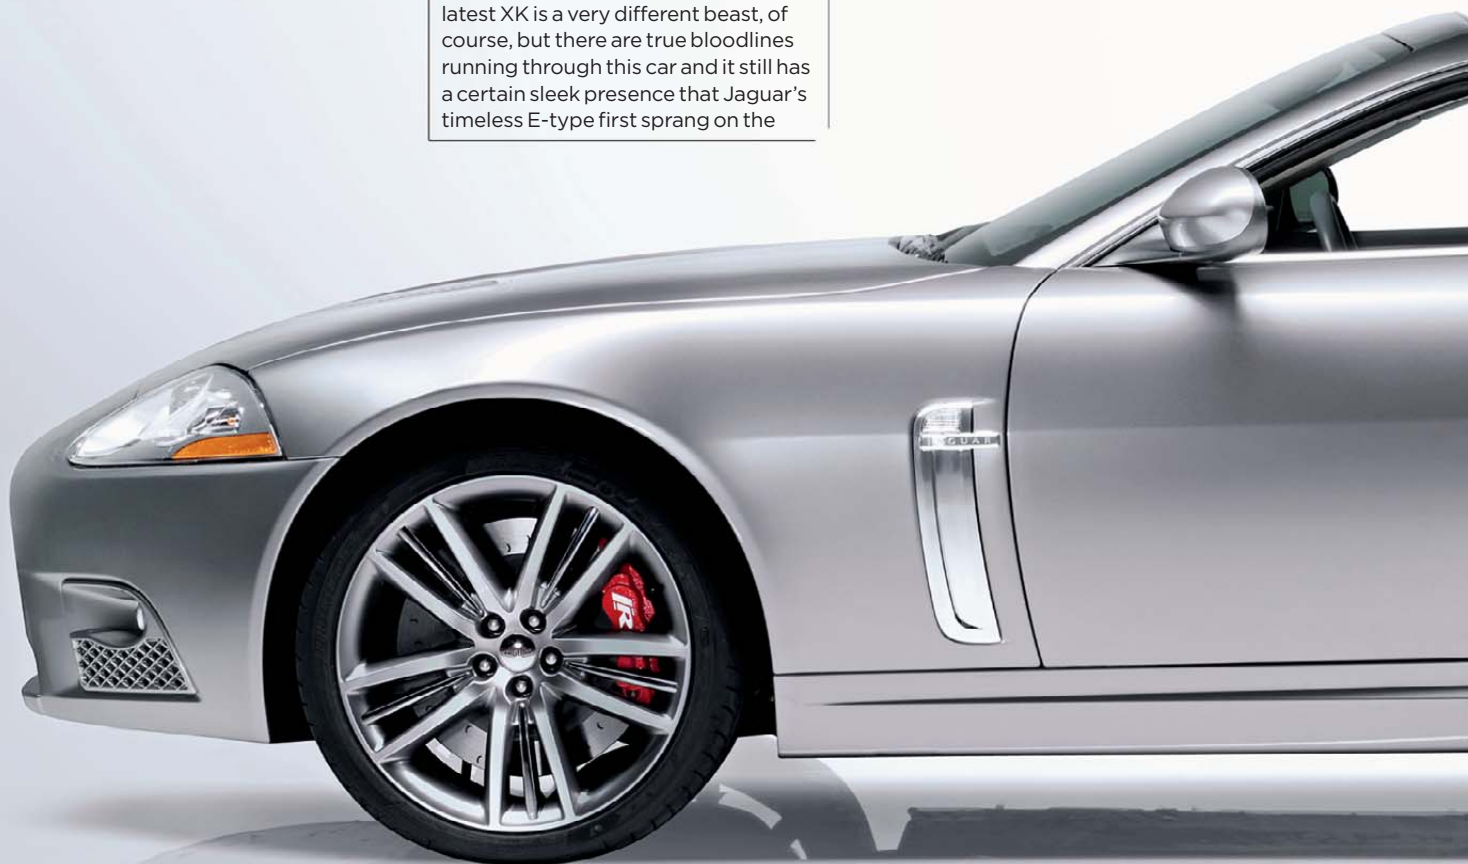 latest XK is a very different beast, of
course, but there are true bloodlines
running through this car and it still has
a certain sleek presence that Jaguar’s
timeless E-type first sprang on the
JAGUAR
R